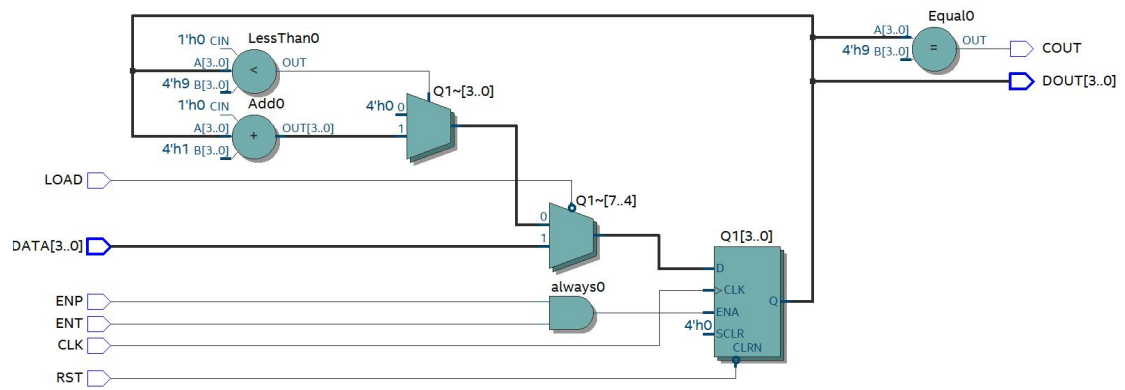 Equal0
1'h0 CIN LessThan0 A[3..0] OUT COUT
A[3..0] < OUT 4'h9 B[3..0] =
4'h9 B[3..0] Q1~[3..0] DOUT[3..0]
1'h0 CIN Add0 4'h0 0
A[3..0] + OUT[3..0] 1
4'h1 B[3..0]
LOAD
Q1~[7..4]
0
DATA[3..0] 1 Q1[3..0]
D
always0 CLK
ENP Q
ENT ENA
CLK 4'h0 SCLR
CLRN
RST